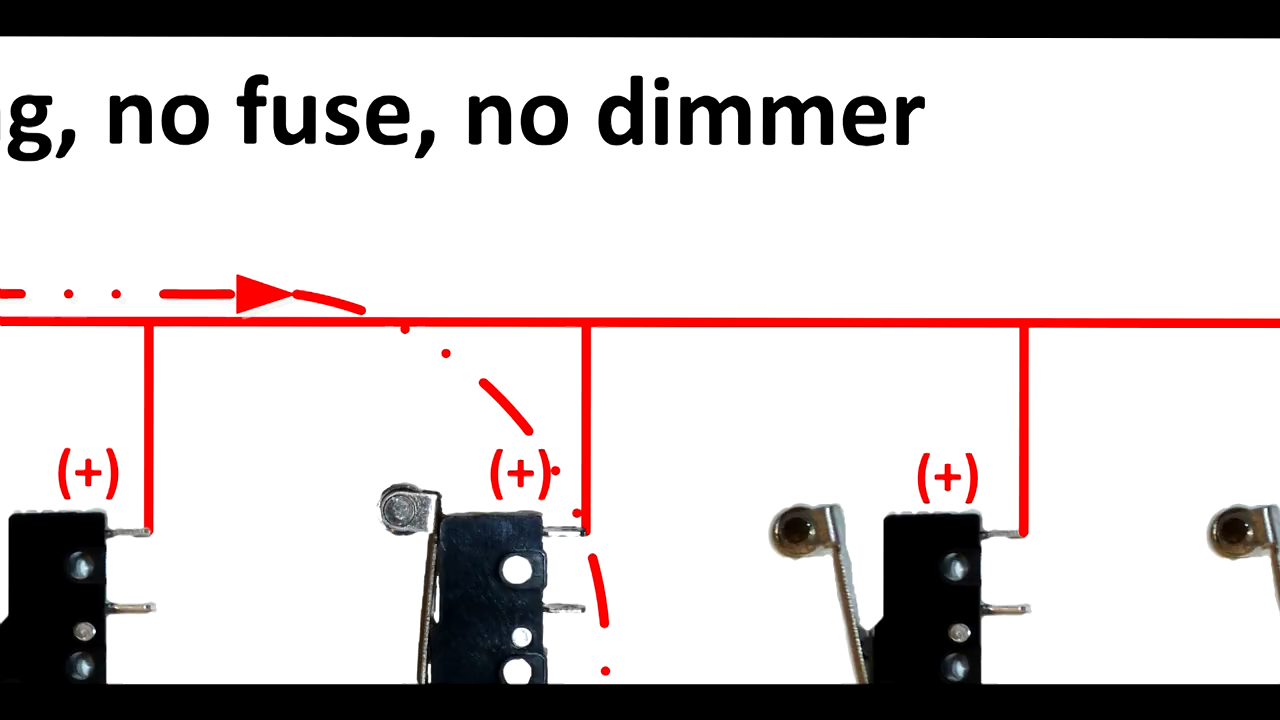 g, no fuse, no dimmer
(+) (+) (+)